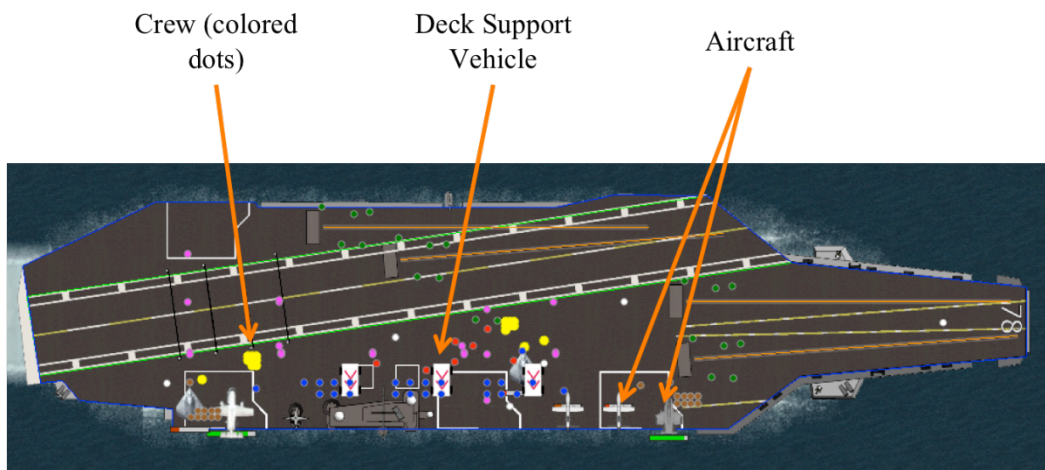 Crew (colored
dots)
Deck Support
Vehicle
Aircraft
78